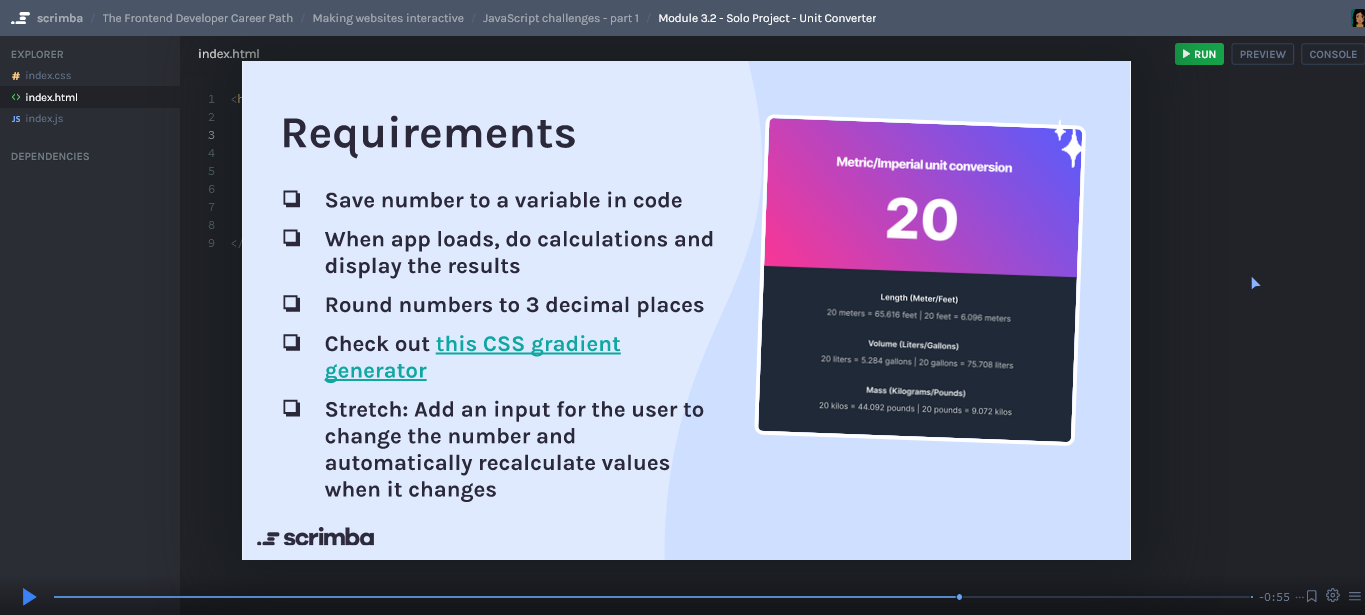 scrimba / The Frontend Developer Career Path / Making websites interactive / JavaScript challenges - part 1 / Module 3.2 - Solo Project - Unit Converter
EXPLORER
# index.css
<> index.html
JS index.js
DEPENDENCIES
index.html
RUN
PREVIEW
CONSOLE
1 <h
2
3
4
5
6
7
8
9 </
Requirements
Save number to a variable in code
When app loads, do calculations and
display the results
Round numbers to 3 decimal places
Check out this CSS gradient
generator
Stretch: Add an input for the user to
change the number and
automatically recalculate values
when it changes
scrimba
Metric/Imperial unit conversion
20
Length (Meter/Feet)
20 meters = 65.616 feet | 20 feet = 6.096 meters
Volume (Liters/Gallons)
20 liters = 5.284 gallons | 20 gallons = 75.708 liters
Mass (Kilograms/Pounds)
20 kilos = 44.092 pounds | 20 pounds = 9.072 kilos
-0:55